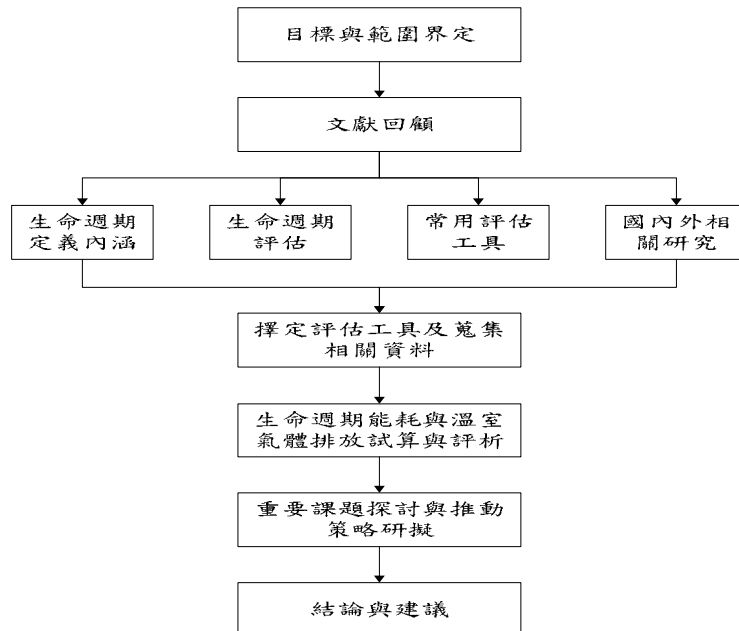 目標與範圍界定
文獻回顧
生命週期
定義內涵
生命週期
評估
常用評估
工具
國內外相
關研究
擇定評估工具及蒐集
相關資料
生命週期能耗與溫室
氣體排放試算與評析
重要課題探討與推動
策略研擬
結論與建議